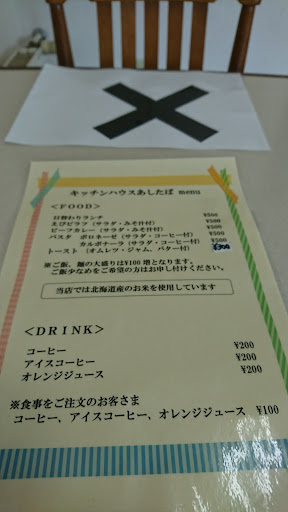 キッチンハウスあしたば menu
<FOOD>
日替わりランチ ¥500
えびピラフ(サラダ・みそ汁付) ¥500
ビーフカレー(サラダ・みそ汁付) ¥500
パスタ ボロネーゼ(サラダ・コーヒー付) ¥500
カルボナーラ(サラダ・コーヒー付) ¥500
トースト(オムレツ・ジャム、バター付)
※ご飯、麺の大盛りは¥100増となります。
ご飯少なめをご希望の方はお申し付けください。
当店では北海道産のお米を使用しています
<DRINK>
コーヒー ¥200
アイスコーヒー ¥200
オレンジジュース ¥200
※食事をご注文のお客さま
コーヒー、アイスコーヒー、オレンジジュース ¥100